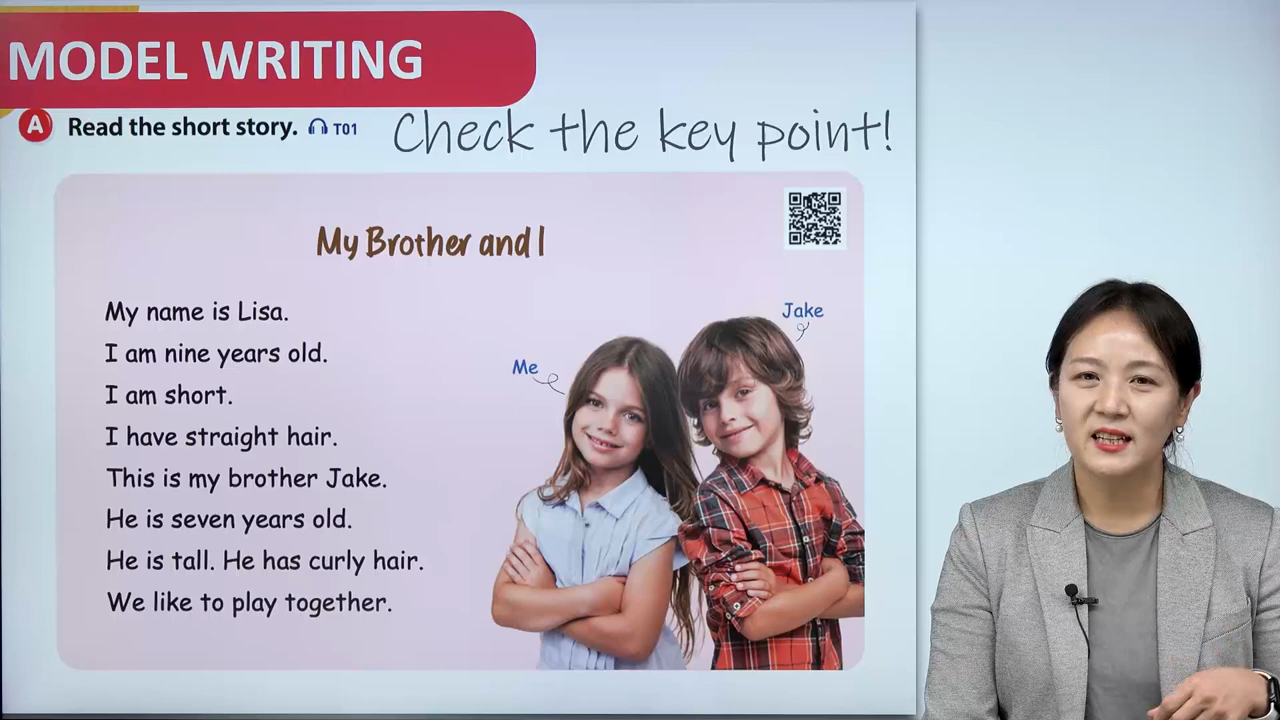 MODEL WRITING
A Read the short story. T01
Check the key point!
My Brother and I
My name is Lisa.
I am nine years old.
I am short.
I have straight hair.
This is my brother Jake.
He is seven years old.
He is tall. He has curly hair.
We like to play together.
Me
Jake